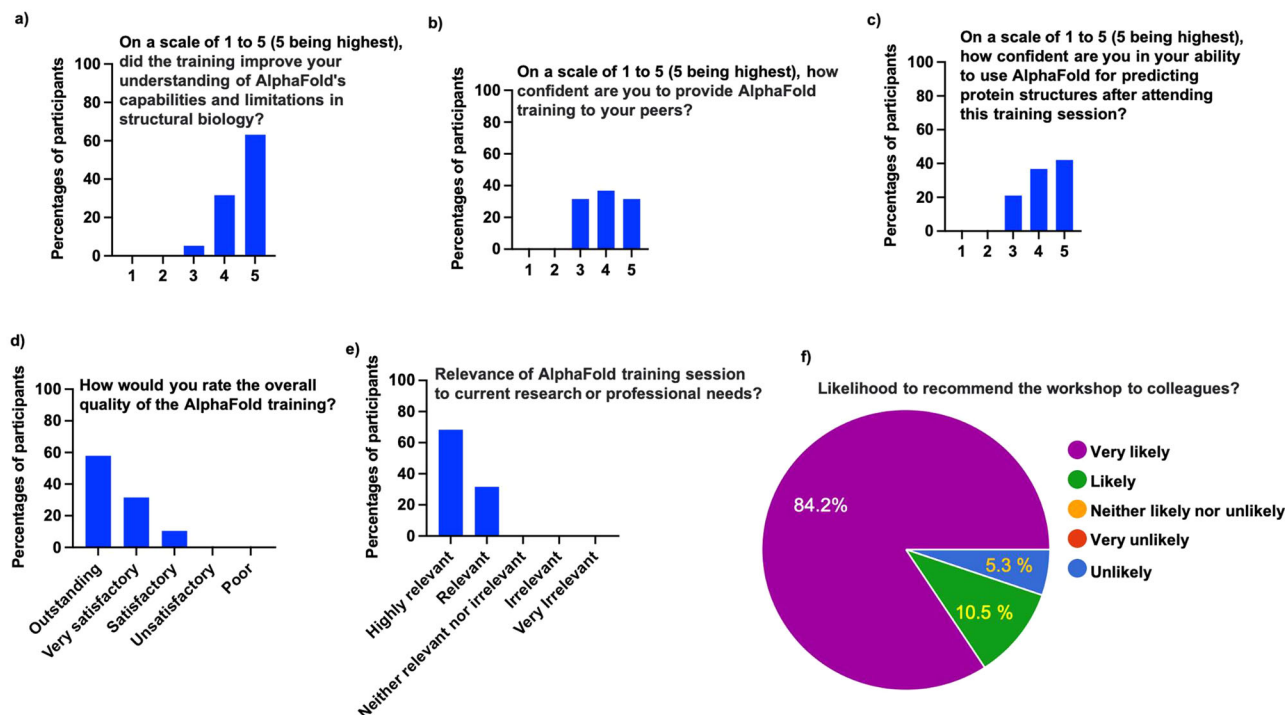 a)
On a scale of 1 to 5 (5 being highest),
did the training improve your
understanding of AlphaFold's
capabilities and limitations in
structural biology?
Percentages of participants
100
80
60
40
20
0
1 2 3 4 5
b)
On a scale of 1 to 5 (5 being highest), how
confident are you to provide AlphaFold
training to your peers?
Percentages of participants
100
80
60
40
20
0
1 2 3 4 5
c)
On a scale of 1 to 5 (5 being highest),
how confident are you in your ability
to use AlphaFold for predicting
protein structures after attending
this training session?
Percentages of participants
100
80
60
40
20
0
1 2 3 4 5
d)
How would you rate the overall
quality of the AlphaFold training?
Percentages of participants
100
80
60
40
20
0
Outstanding
Very satisfactory
Satisfactory
Unsatisfactory
Poor
e)
Relevance of AlphaFold training session
to current research or professional needs?
Percentages of participants
100
80
60
40
20
0
Highly relevant
Relevant
Neither relevant nor irrelevant
Irrelevant
Very Irrelevant
f)
Likelihood to recommend the workshop to colleagues?
84.2%
5.3 %
10.5 %
Very likely
Likely
Neither likely nor unlikely
Very unlikely
Unlikely